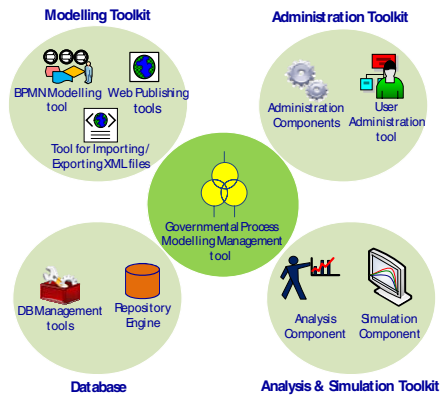 Modelling Toolkit
Administration Toolkit
BPMN Modelling
tool
Web Publishing
tools
Tool for Importing/
Exporting XML files
Administration
Components
User
Administration
tool
Governmental Process
Modelling Management
tool
DB Management
tools
Repository
Engine
Analysis
Component
Simulation
Component
Database
Analysis & Simulation Toolkit